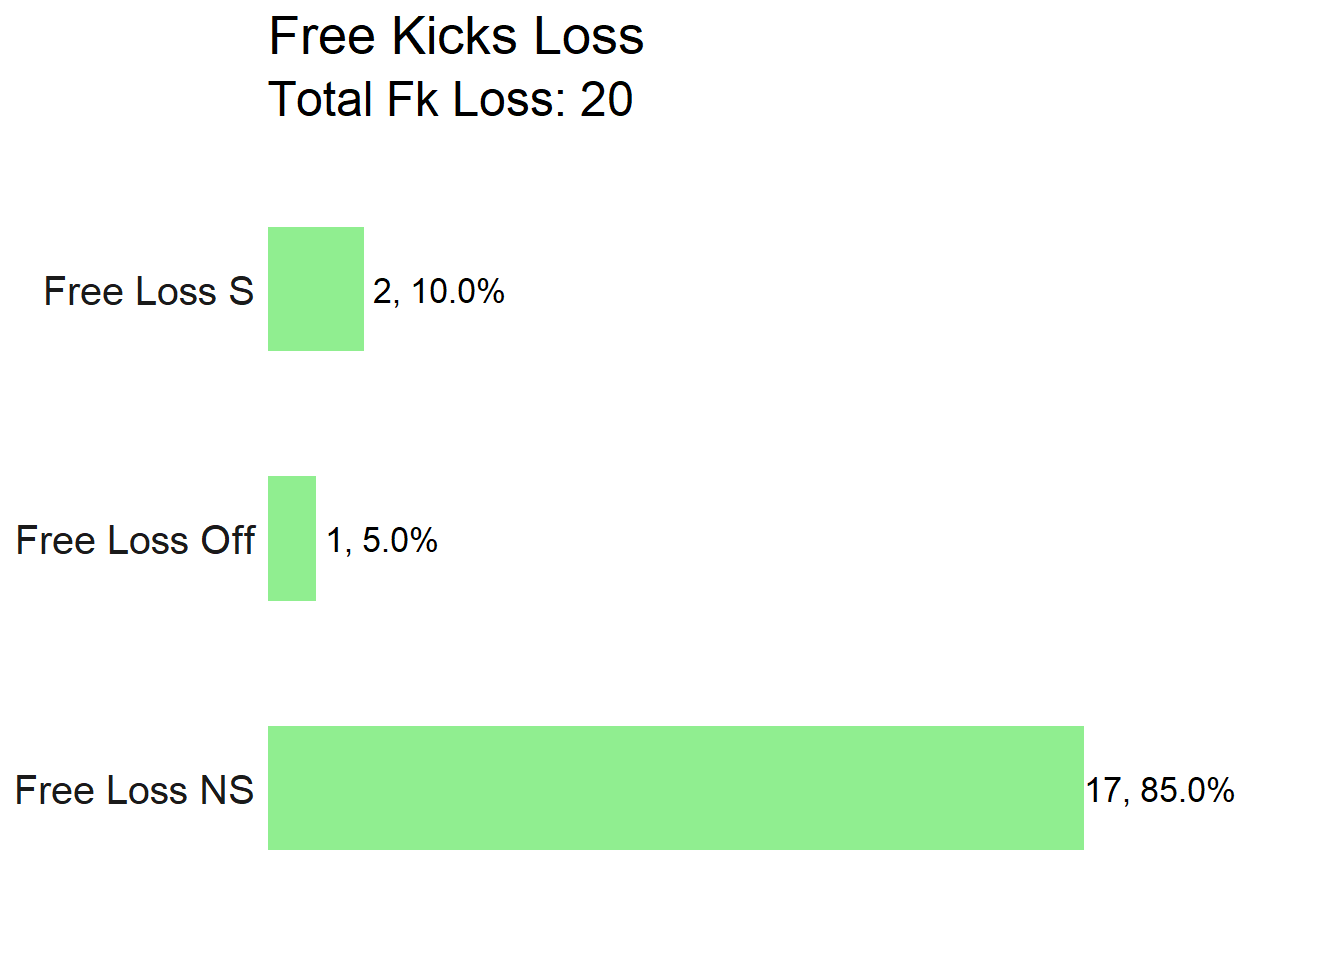 Free Kicks Loss
Total Fk Loss: 20
Free Loss S
2, 10.0%
Free Loss Off
1, 5.0%
Free Loss NS
17, 85.0%